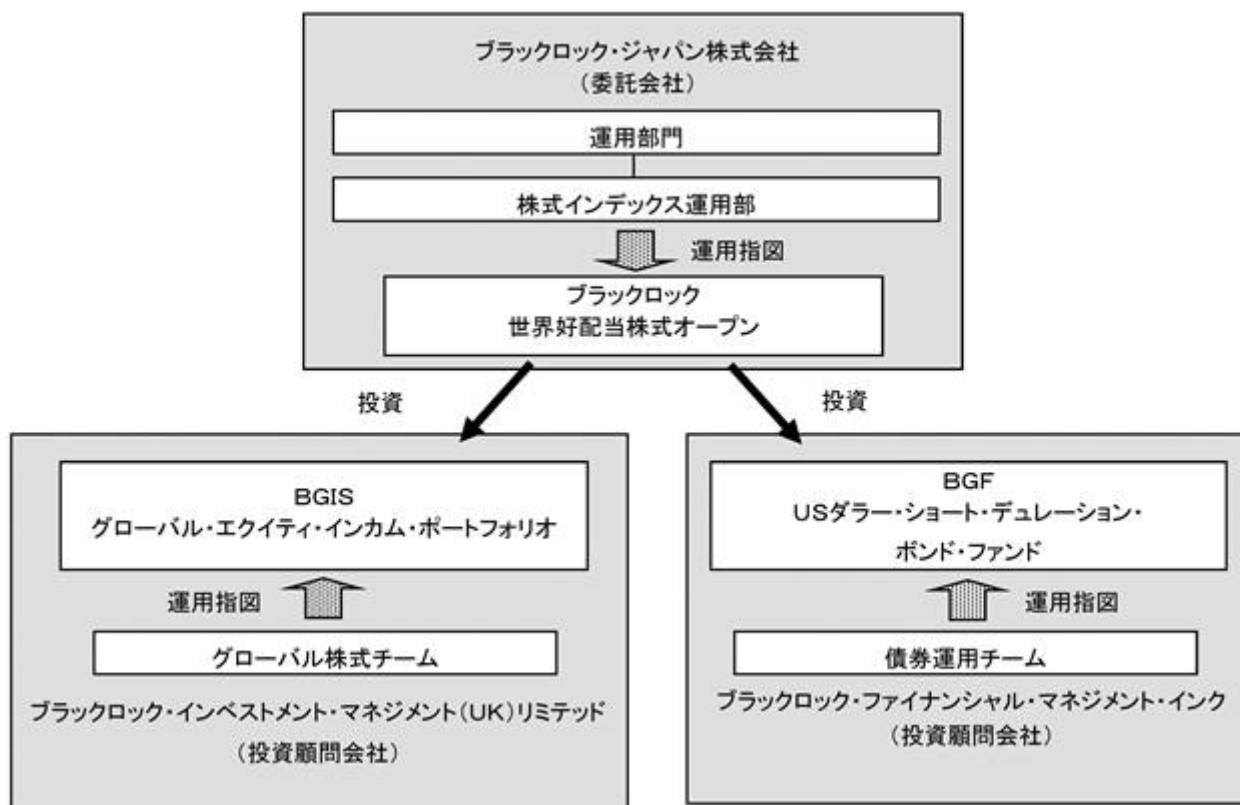 ブラックロック・ジャパン株式会社
（委託会社）
運用部門
株式インデックス運用部
運用指図
ブラックロック
世界好配当株式オープン
投資
投資
BGIS
グローバル・エクイティ・インカム・ポートフォリオ
運用指図
グローバル株式チーム
ブラックロック・インベストメント・マネジメント（UK）リミテッド
（投資顧問会社）
BGF
USダラー・ショート・デュレーション・
ボンド・ファンド
運用指図
債券運用チーム
ブラックロック・ファイナンシャル・マネジメント・インク
（投資顧問会社）